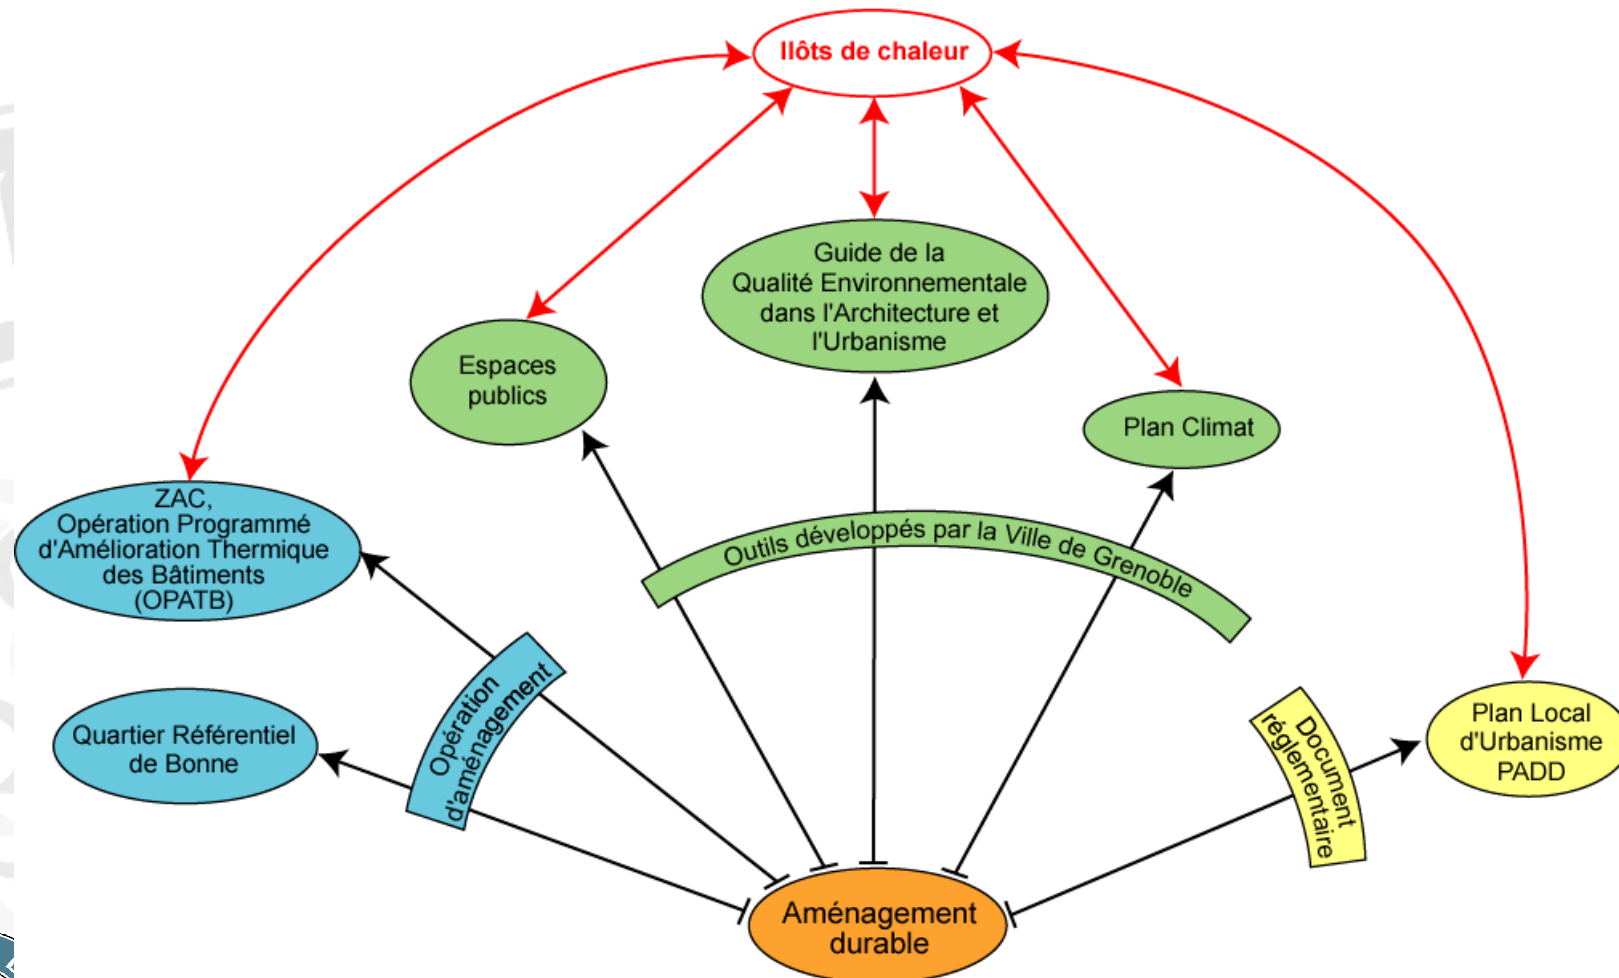 Ilôts de chaleur
Guide de la
Qualité Environnementale
dans l'Architecture et
l'Urbanisme
Espaces
publics
Plan Climat
ZAC,
Opération Programmé
d'Amélioration Thermique
des Bâtiments
(OPATB)
Outils développés par la Ville de Grenoble
Quartier Référentiel
de Bonne
Opération
d'aménagement
Document
réglementaire
Plan Local
d'Urbanisme
PADD
Aménagement
durable